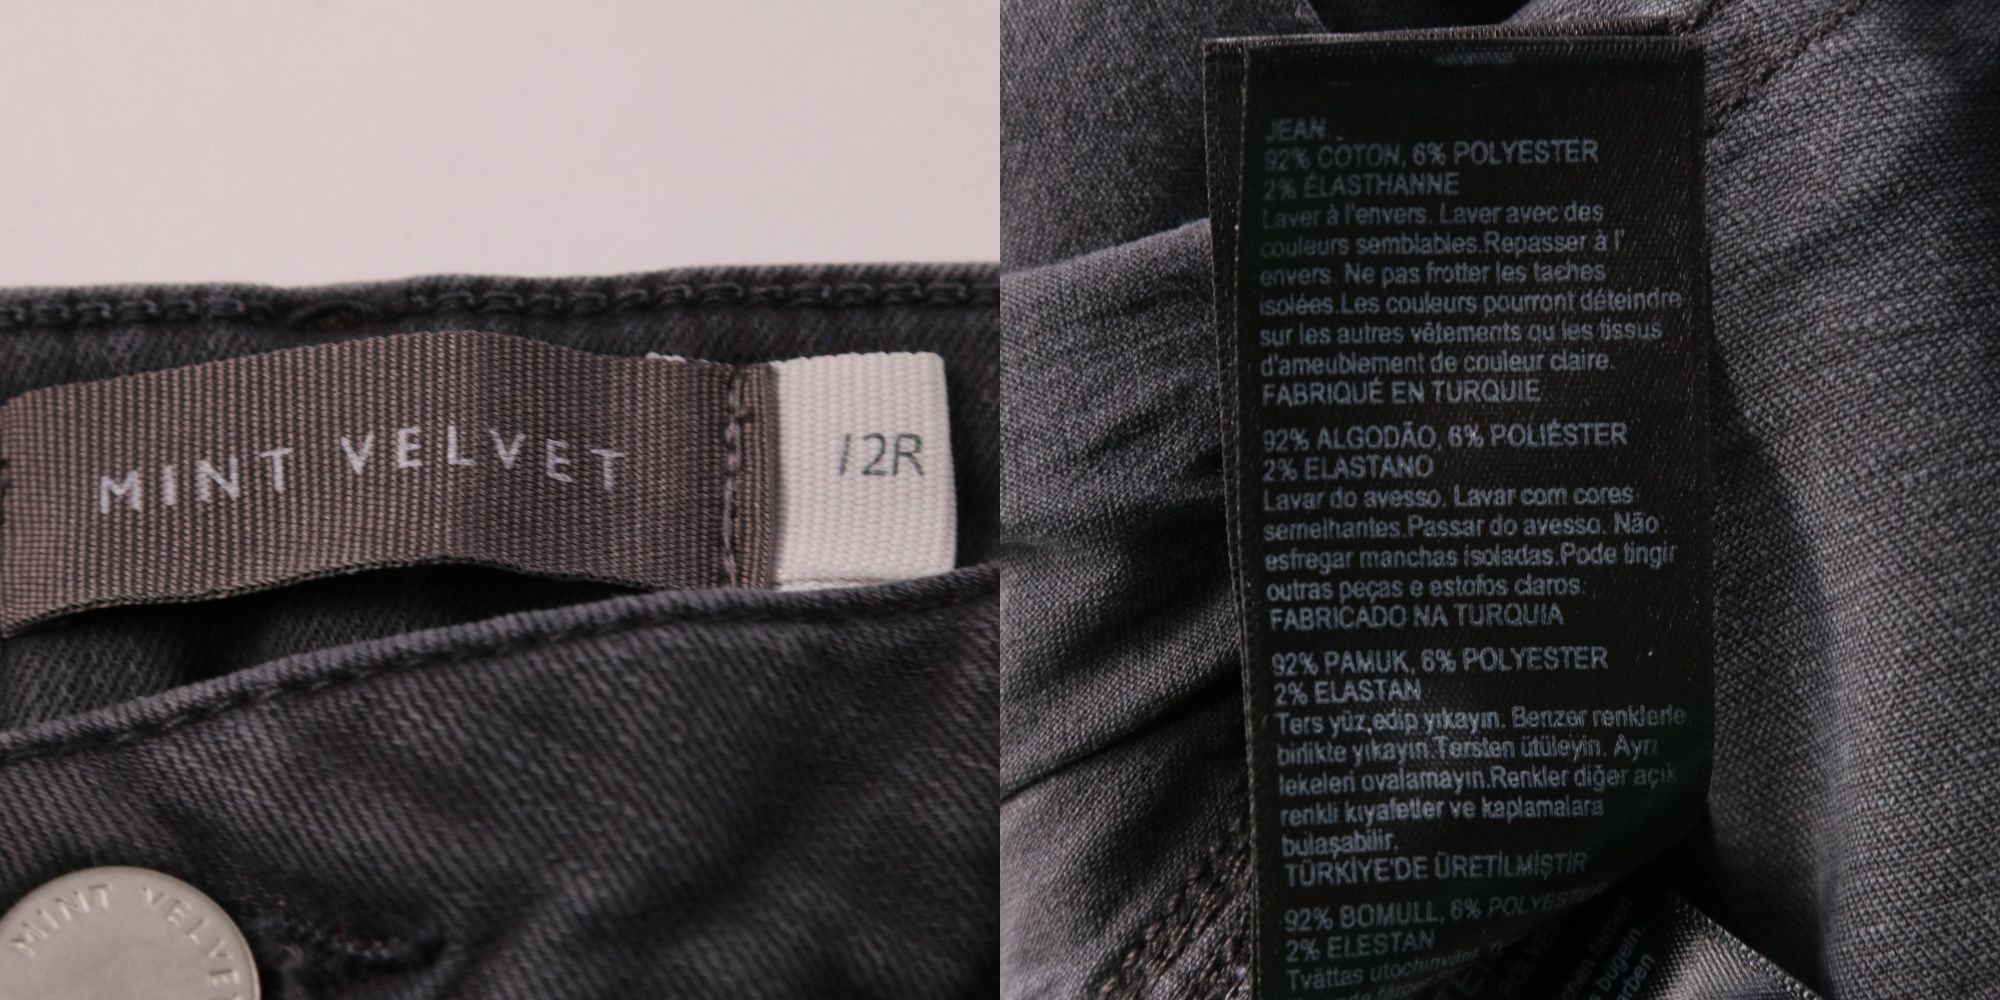 MINT VELVET
12R
MINT VELVE
JEAN.
92% COTON, 6% POLYESTER
2% ÉLASTHANNE
Laver à l'envers. Laver avec des
couleurs semblables.Repasser à l'
envers. Ne pas frotter les taches
isolées.Les couleurs pourront déteindre
sur les autres vêtements qu les tissus
d'ameublement de couleur claire.
FABRIQUÉ EN TURQUIE
92% ALGODÃO, 6% POLIÉSTER
2% ELASTANO
Lavar do avesso. Lavar com cores
semelhantes.Passar do avesso. Não
esfregar manchas isoladas.Pode tingir
outras peças e estofos claros.
FABRICADO NA TURQUIA
92% PAMUK, 6% POLYESTER
2% ELASTAN
Ters yüz edip yıkayın. Benzer renklerle
birlikte yıkayın.Tersten ütüleyin. Ayrı
lekeleri ovalamayın.Renkler diğer açık
renkli kıyafetler ve kaplamalara
bulaşabilir.
TÜRKİYE'DE ÜRETİLMİŞTİR
92% BOMULL, 6% POLYESTER
2% ELESTAN
Tvättas utochinvänt
bügeln.